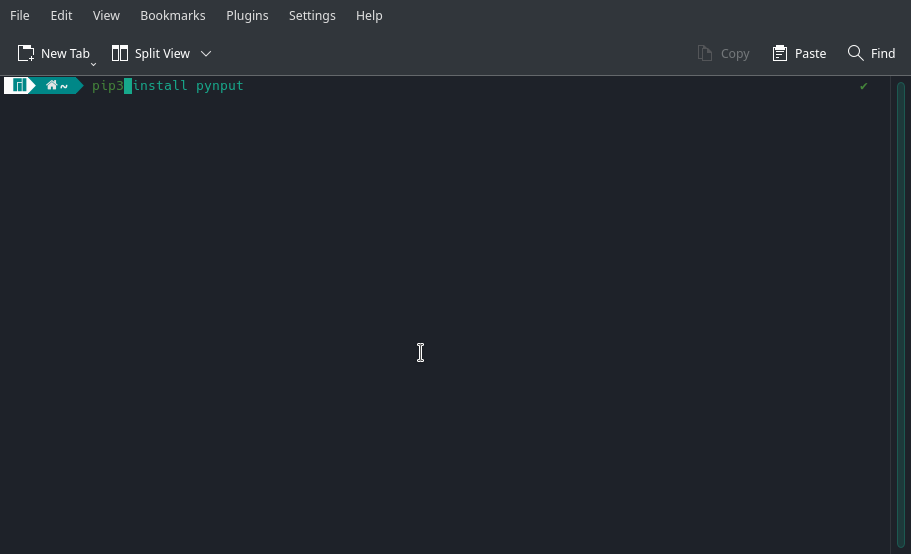 File Edit View Bookmarks Plugins Settings Help
New Tab Split View Copy Paste Find
~ pip3 install pynput ✔